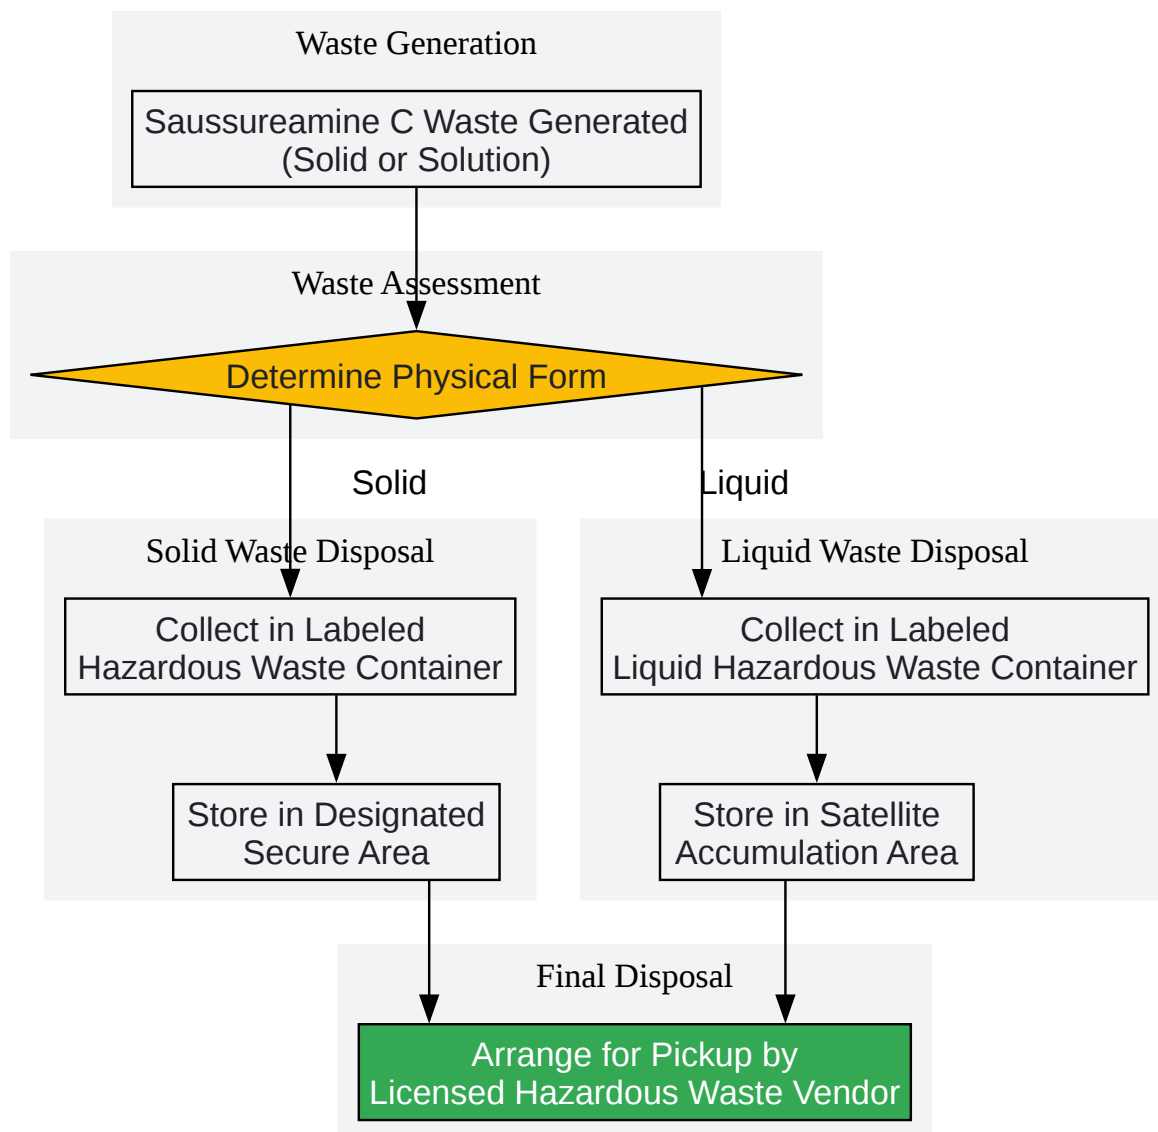 Waste Generation
Saussureamine C Waste Generated
(Solid or Solution)
Waste Assessment
Determine Physical Form
Solid
Liquid
Solid Waste Disposal
Collect in Labeled
Hazardous Waste Container
Store in Designated
Secure Area
Liquid Waste Disposal
Collect in Labeled
Liquid Hazardous Waste Container
Store in Satellite
Accumulation Area
Final Disposal
Arrange for Pickup by
Licensed Hazardous Waste Vendor